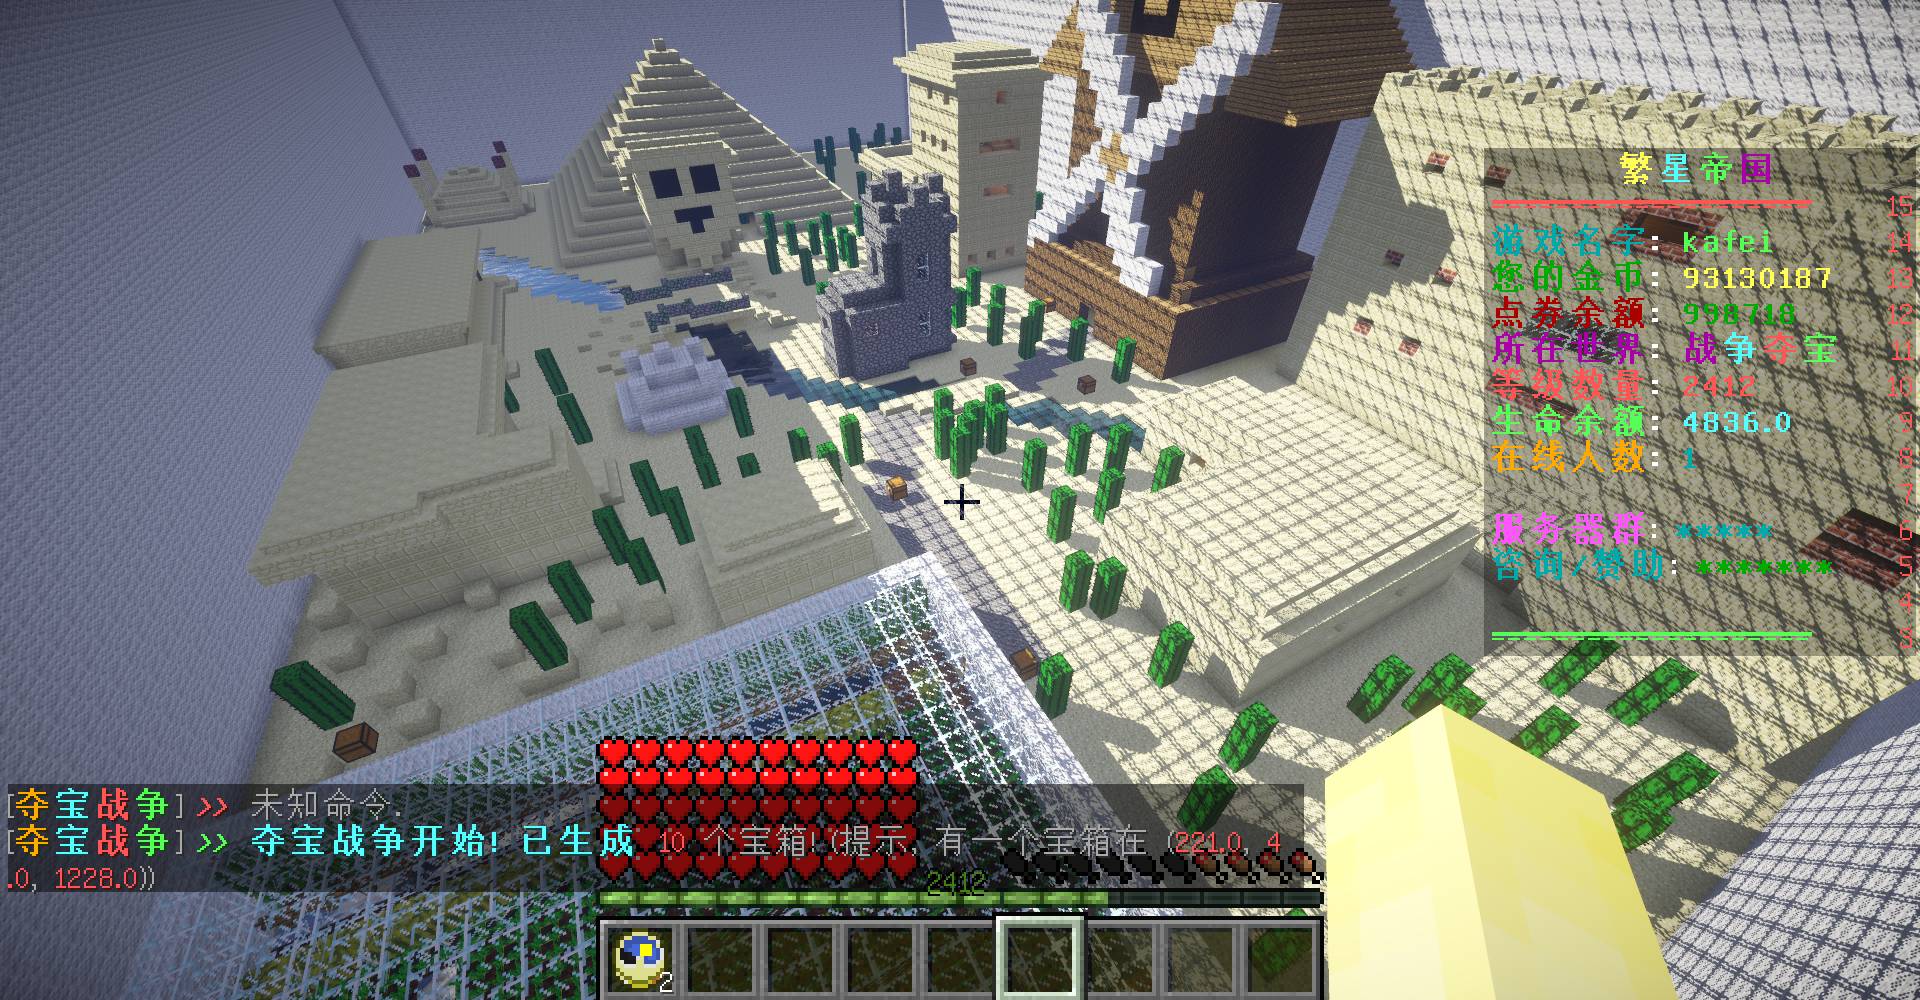 繁星帝国
15
游戏名字: kafei 14
您的金币: 93130187 13
点券余额: 998718 12
所在世界: 战争夺宝 11
等级数量: 2412 10
生命余额: 4836.0 9
在线人数: 1 8
7
服务器群: ***** 6
咨询/赞助: ******* 5
4
3
[夺宝战争] >> 未知命令.
[夺宝战争] >> 夺宝战争开始! 已生成 10 个宝箱! (提示, 有一个宝箱在 (221.0, 4
.0, 1228.0))
2412
2